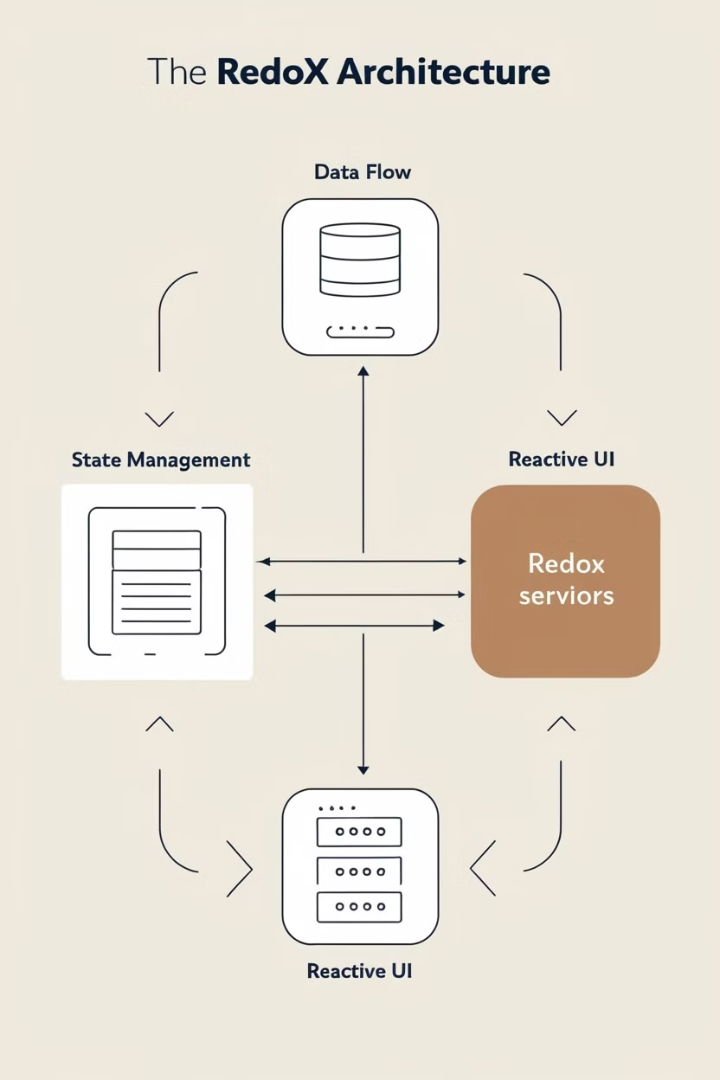 The RedoX Architecture
Data Flow
State Management
Reactive UI
Redox
serviors
Reactive UI